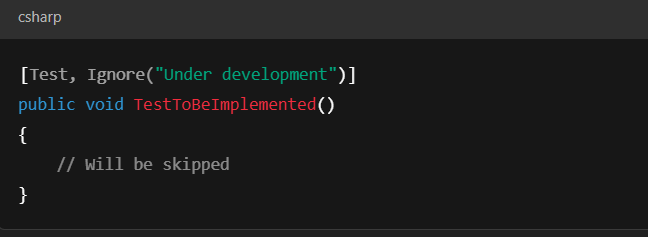 csharp
[Test, Ignore("Under development")]
public void TestToBeImplemented()
{
    // Will be skipped
}